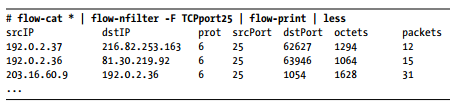 # flow-cat * | flow-nfilter -F TCPport25 | flow-print | less
srcIP dstIP prot srcPort dstPort octets packets
192.0.2.37 216.82.253.163 6 25 62627 1294 12
192.0.2.36 81.30.219.92 6 25 63946 1064 15
203.16.60.9 192.0.2.36 6 25 1054 1628 31
...